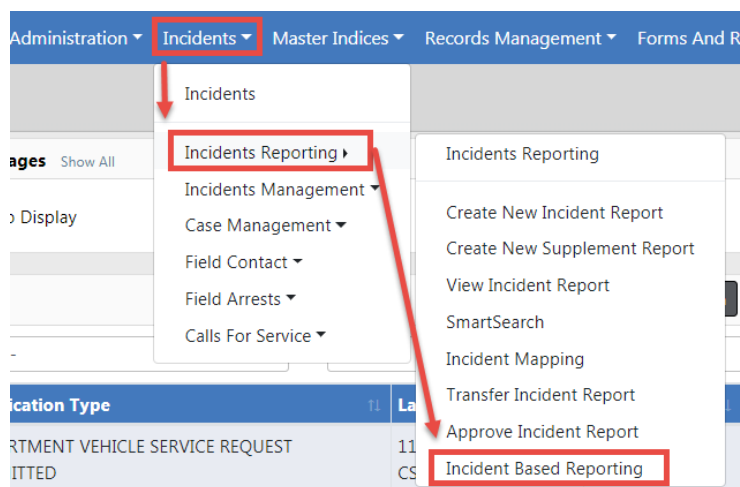 Administration Incidents Master Indices Records Management Forms And R
Incidents
Incidents Reporting
Incidents Management
Case Management
Field Contact
Field Arrests
Calls For Service
Incidents Reporting
Create New Incident Report
Create New Supplement Report
View Incident Report
SmartSearch
Incident Mapping
Transfer Incident Report
Approve Incident Report
Incident Based Reporting
ages Show All
o Display
-
ication Type La
RTMENT VEHICLE SERVICE REQUEST 11
ITTED CS